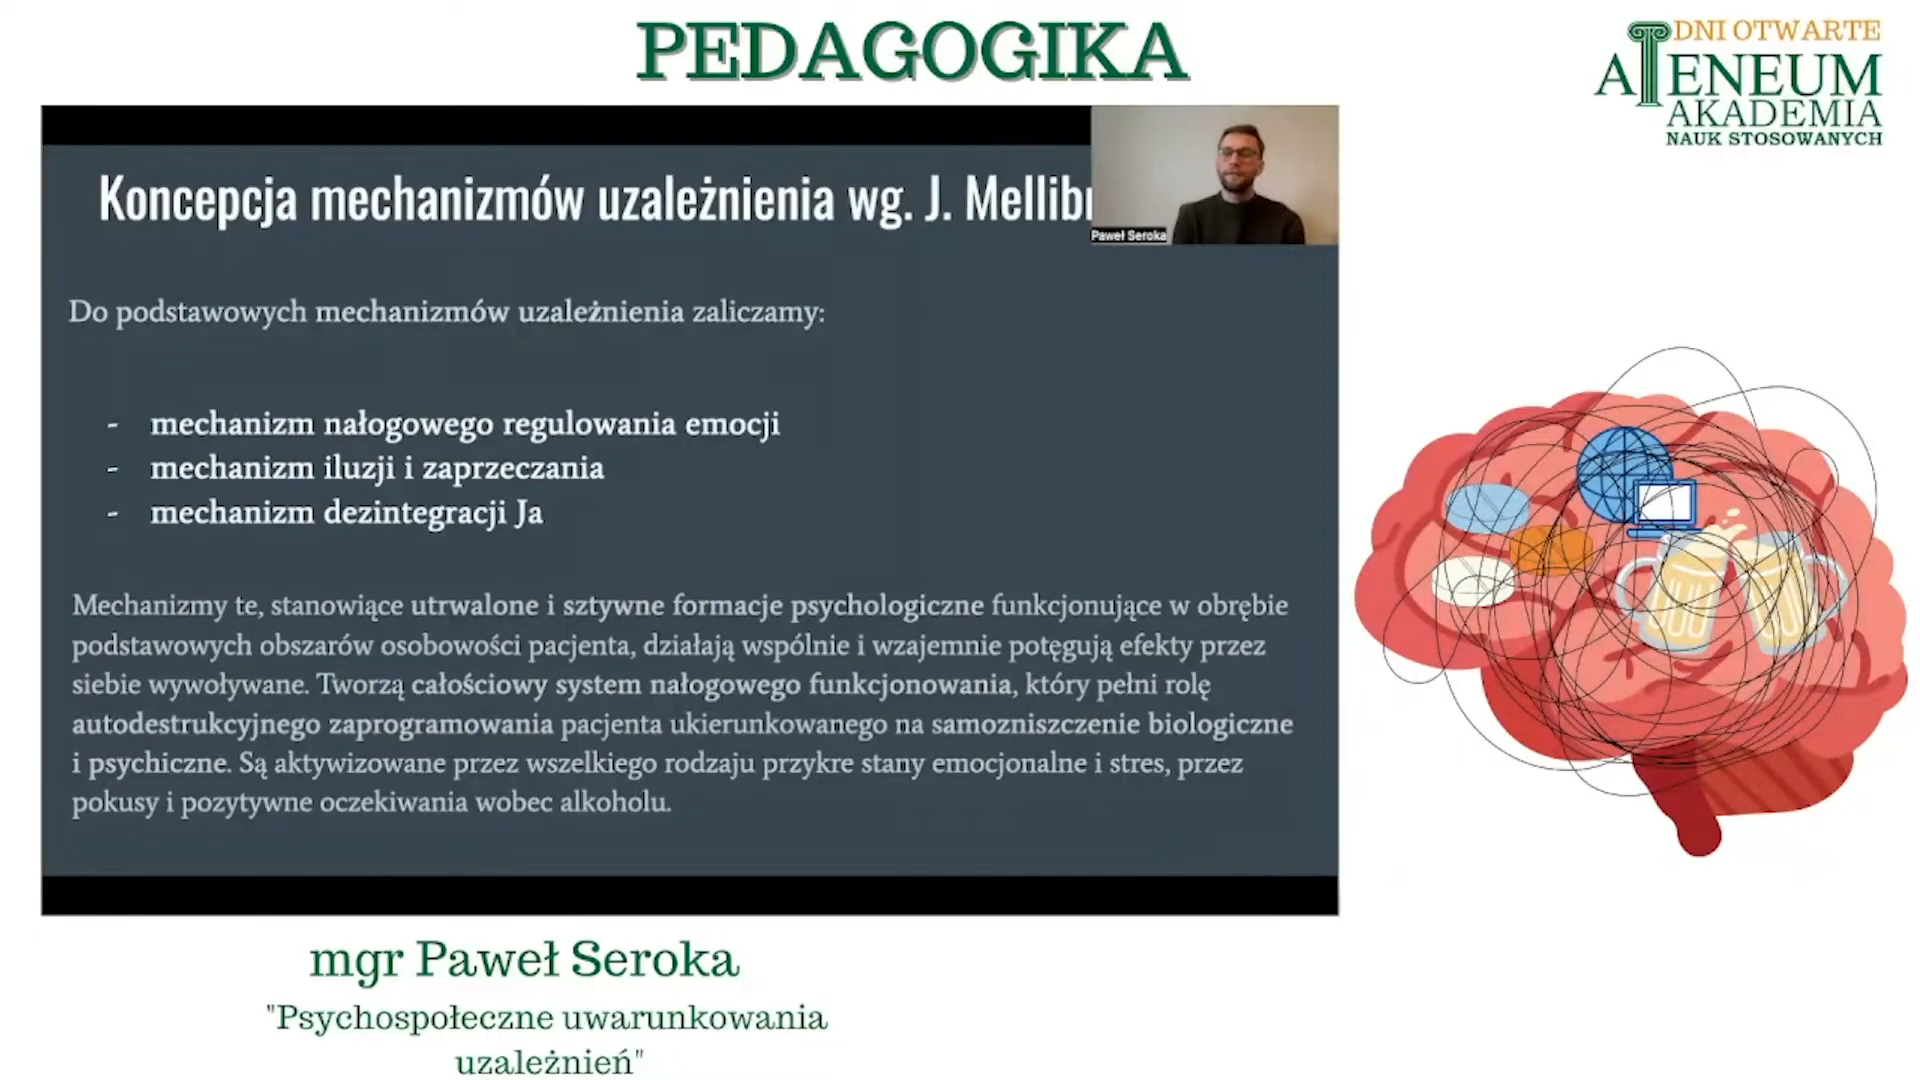 PEDAGOGIKA
DNI OTWARTE
ATENEUM
AKADEMIA
NAUK STOSOWANYCH
Koncepcja mechanizmów uzależnienia wg. J. Mellib
Paweł Seroka
Do podstawowych mechanizmów uzależnienia zaliczamy:
- mechanizm nałogowego regulowania emocji
- mechanizm iluzji i zaprzeczania
- mechanizm dezintegracji Ja
Mechanizmy te, stanowiące utrwalone i sztywne formacje psychologiczne funkcjonujące w obrębie
podstawowych obszarów osobowości pacjenta, działają wspólnie i wzajemnie potęgują efekty przez
siebie wywoływane. Tworzą całościowy system nałogowego funkcjonowania, który pełni rolę
autodestrukcyjnego zaprogramowania pacjenta ukierunkowanego na samozniszczenie biologiczne
i psychiczne. Są aktywizowane przez wszelkiego rodzaju przykre stany emocjonalne i stres, przez
pokusy i pozytywne oczekiwania wobec alkoholu.
mgr Paweł Seroka
"Psychospołeczne uwarunkowania
uzależnień"